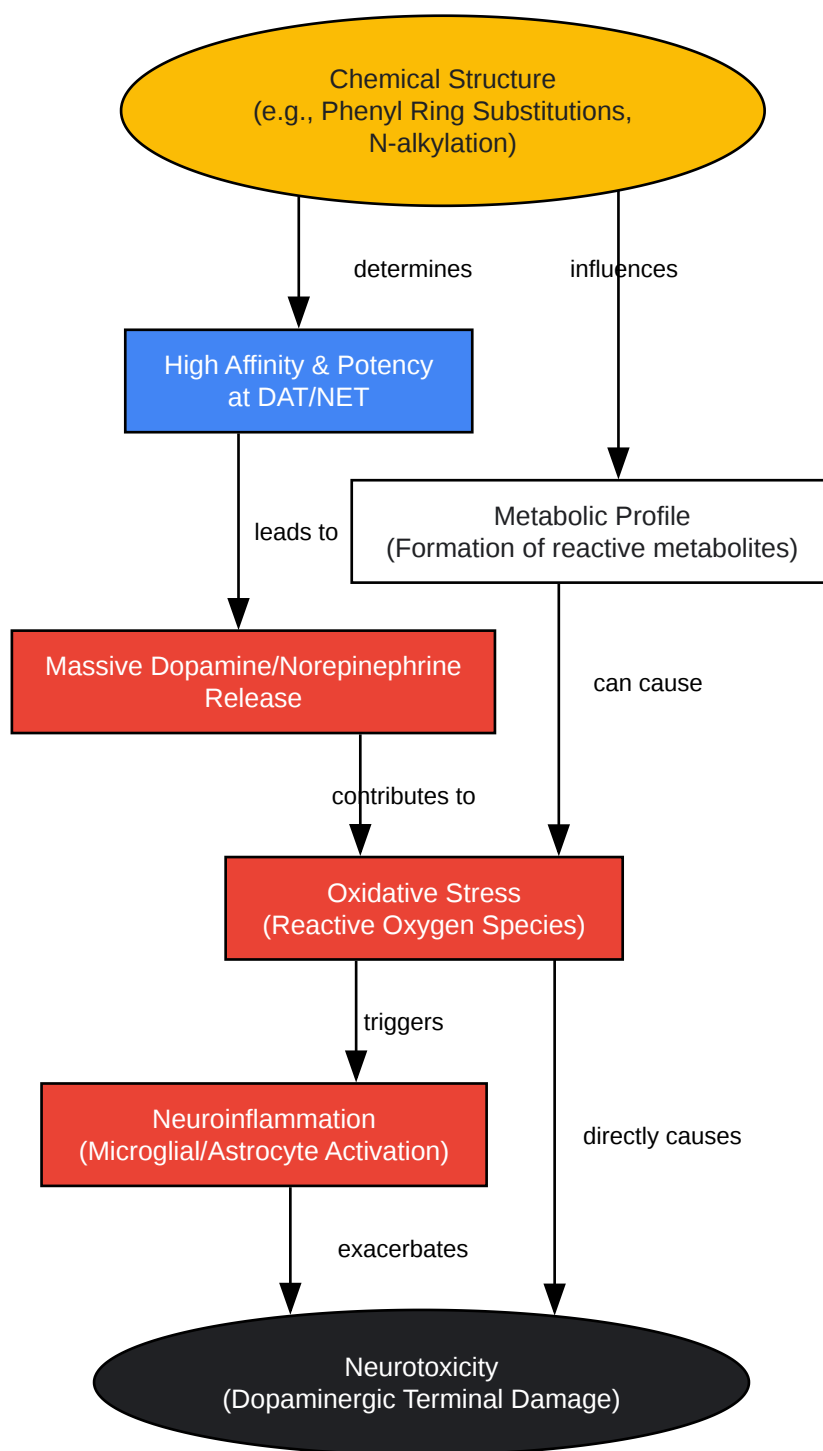 Chemical Structure
(e.g., Phenyl Ring Substitutions,
N-alkylation)
determines
influences
High Affinity & Potency
at DAT/NET
Metabolic Profile
(Formation of reactive metabolites)
leads to
Massive Dopamine/Norepinephrine
Release
can cause
contributes to
Oxidative Stress
(Reactive Oxygen Species)
triggers
Neuroinflammation
(Microglial/Astrocyte Activation)
directly causes
exacerbates
Neurotoxicity
(Dopaminergic Terminal Damage)